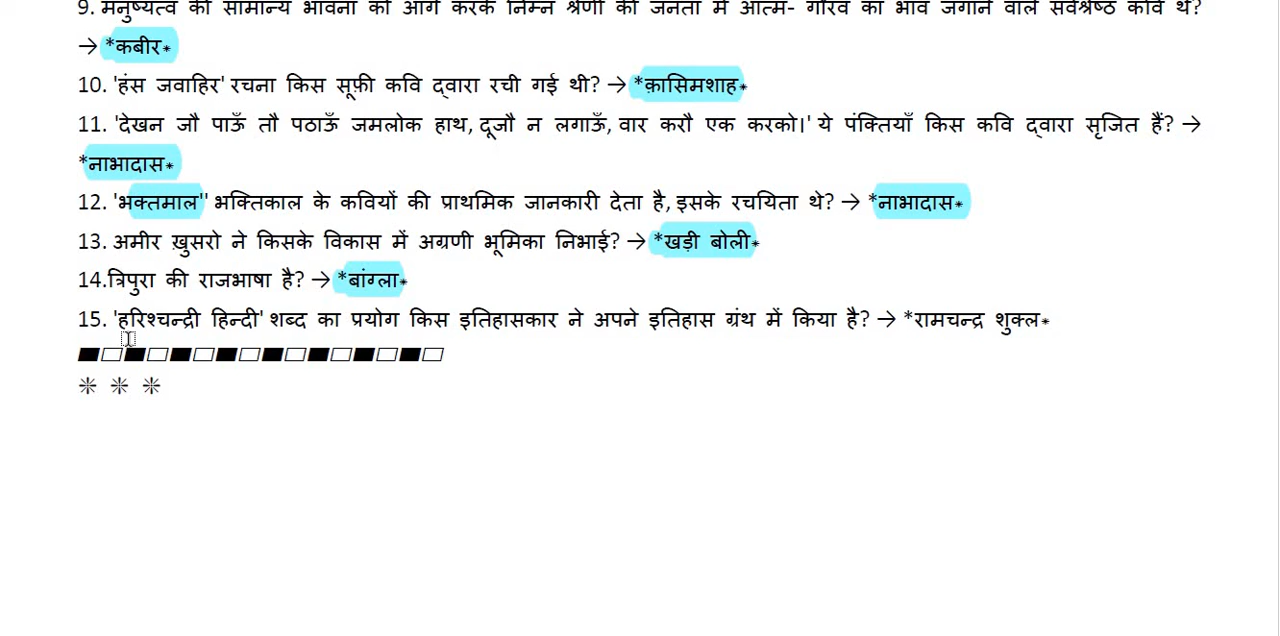 9. मनुष्यत्व की सामान्य भावना को आगे करके निम्न श्रेणी की जनता में आत्म- गौरव का भाव जगाने वाले सर्वश्रेष्ठ कवि थे?
→ *कबीर*
10. 'हंस जवाहिर' रचना किस सूफ़ी कवि द्वारा रची गई थी? → *क़ासिमशाह*
11. 'देखन जौ पाऊँ तौ पठाऊँ जमलोक हाथ, दूजौ न लगाऊँ, वार करौ एक करको।' ये पंक्तियाँ किस कवि द्वारा सृजित हैं? →
*नाभादास*
12. 'भक्तमाल'' भक्तिकाल के कवियों की प्राथमिक जानकारी देता है, इसके रचयिता थे? → *नाभादास*
13. अमीर ख़ुसरो ने किसके विकास में अग्रणी भूमिका निभाई? → *खड़ी बोली*
14.त्रिपुरा की राजभाषा है? → *बांग्ला*
15. 'हरिश्चन्द्री हिन्दी' शब्द का प्रयोग किस इतिहासकार ने अपने इतिहास ग्रंथ में किया है? → *रामचन्द्र शुक्ल*